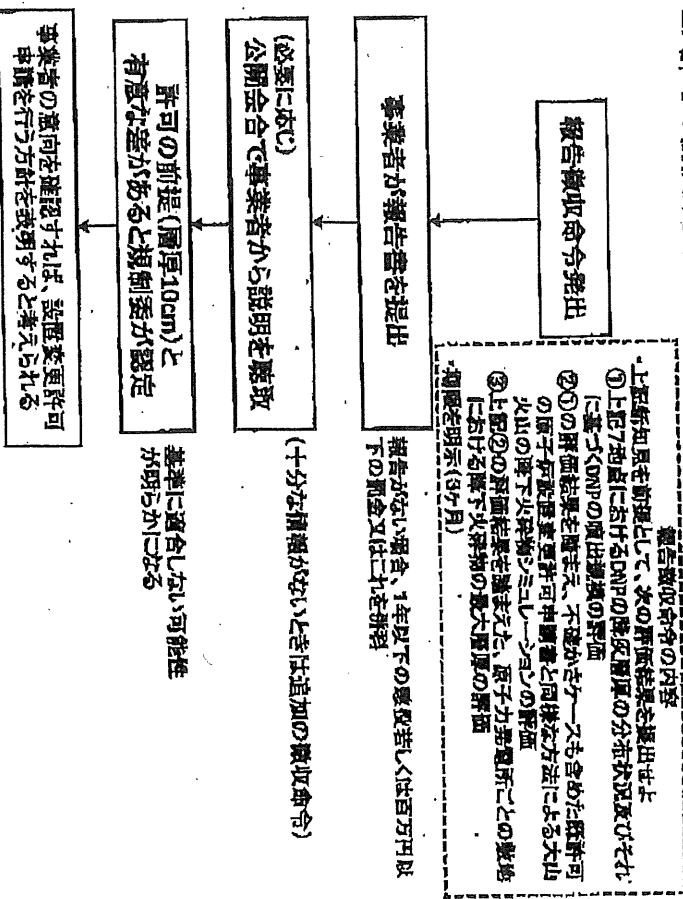 報告徴収命令発出
報告徴収命令の内容
・上記新知見を前提として、次の評価結果を提出せよ
①上記7地点におけるDNPの降灰層厚の分布状況及びそれ
に基づくDNPの噴出規模の評価
②①の評価結果を踏まえ、不確かさケースも含めた既許可
の原子炉設置変更許可申請書と同様な方法による大山
火山の降下火砕物シミュレーションの評価
③上記②の評価結果を踏まえた、原子力発電所ごとの敷地
における降下火砕物の最大層厚の評価
・期限を明示(3ヶ月)
事業者が報告書を提出
報告がない場合、1年以下の懲役若しくは百万円以
下の罰金又はこれを併科
(必要に応じ)
公開会合で事業者から説明を聴取
(十分な情報がないときは追加の徴収命令)
許可の前提(層厚10cm)と
有意な差があると規制委が認定
基準に適合しない可能性
が明らかになる
事業者の意向を確認すれば、設置変更許可
申請を行う方針を表明すると考えられる